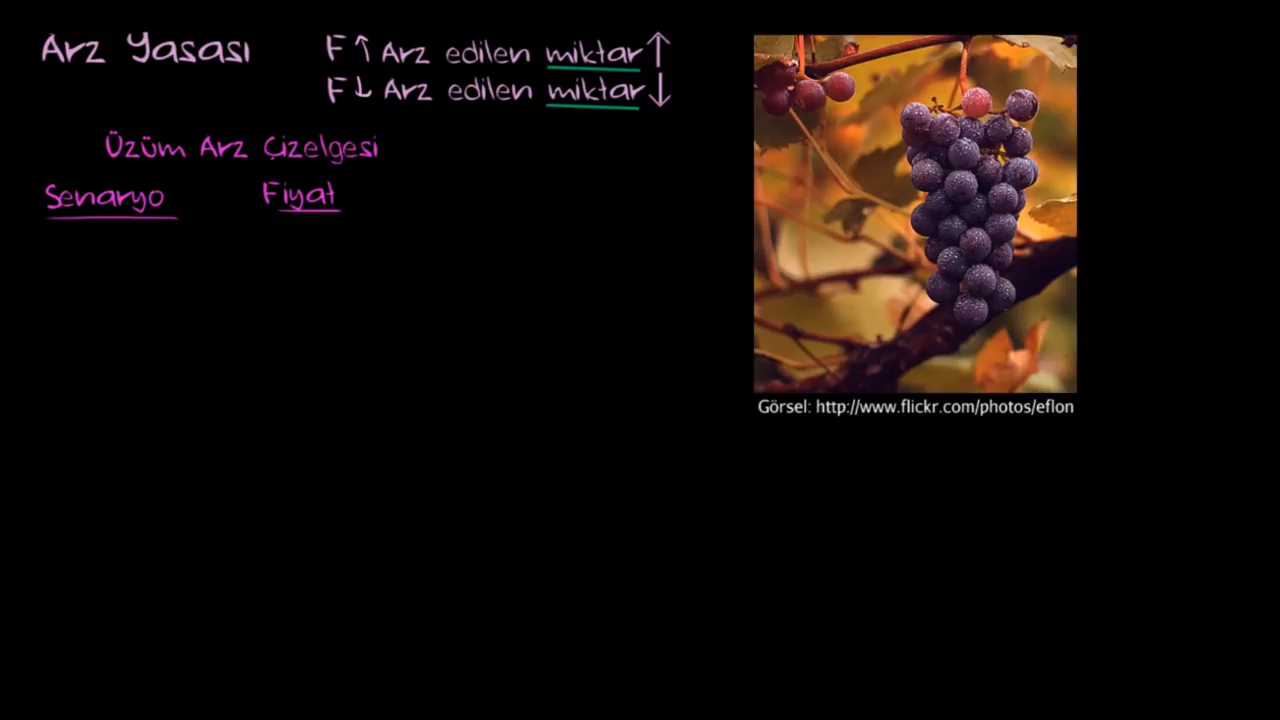 Arz Yasası
F↑ Arz edilen miktar↑
F↓ Arz edilen miktar↓
Üzüm Arz Çizelgesi
Senaryo Fiyat
Görsel: http://www.flickr.com/photos/eflon